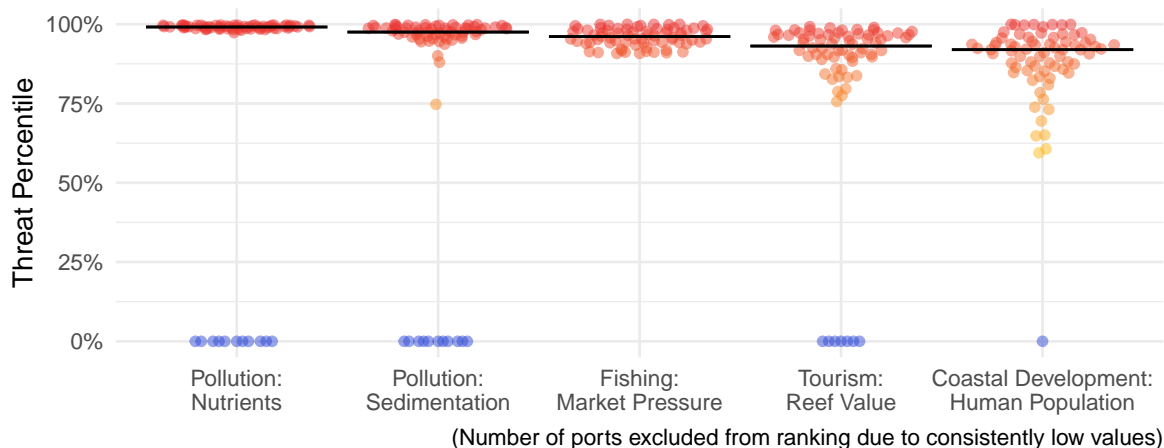 100%
75%
50%
25%
0%
Threat Percentile
Pollution:
Nutrients
Pollution:
Sedimentation
Fishing:
Market Pressure
Tourism:
Reef Value
Coastal Development:
Human Population
(Number of ports excluded from ranking due to consistently low values)